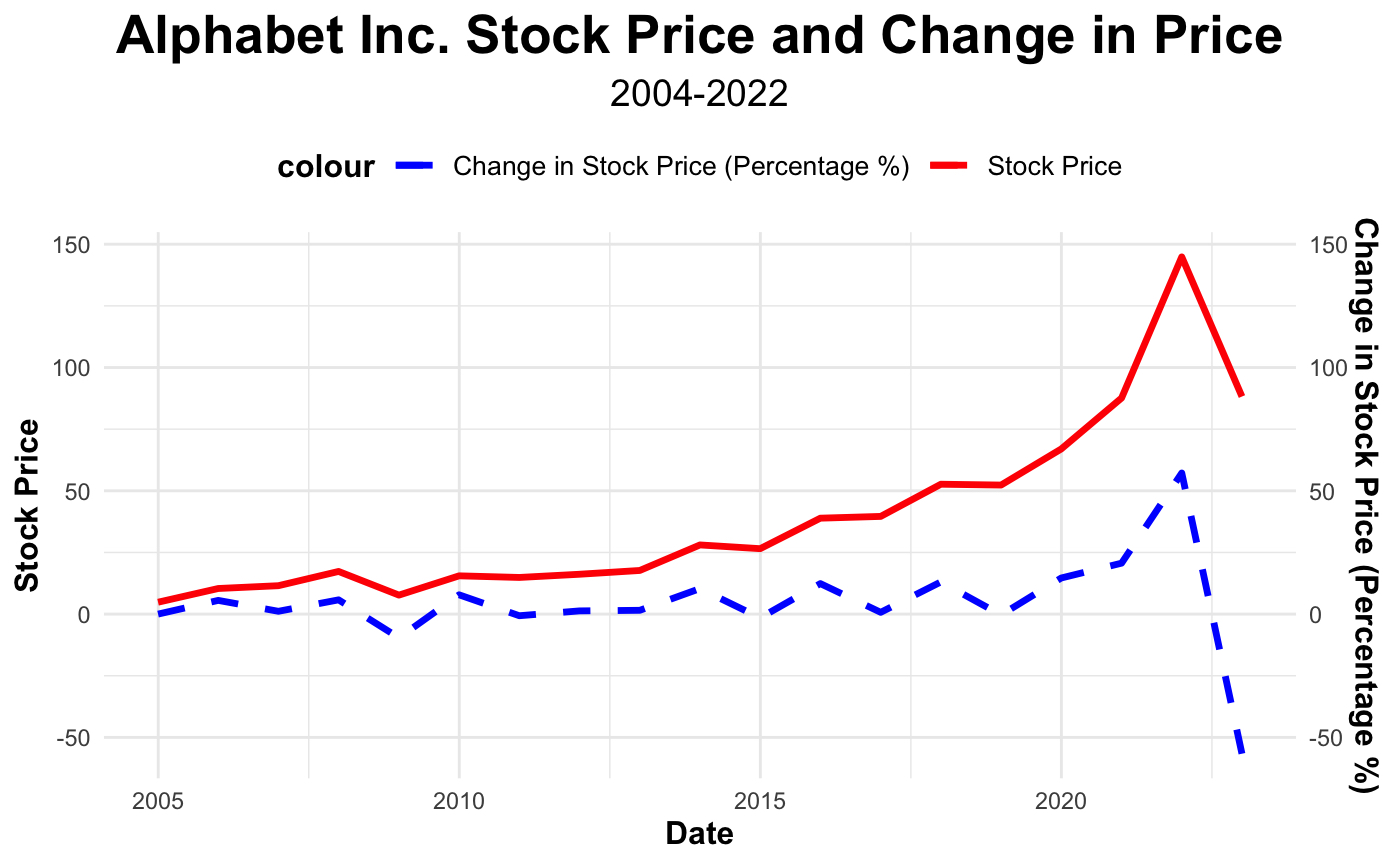 Alphabet Inc. Stock Price and Change in Price
2004-2022
colour Change in Stock Price (Percentage %) Stock Price
150
100
50
0
-50
Stock Price
150
100
50
0
-50
Change in Stock Price (Percentage %)
2005 2010 2015 2020
Date